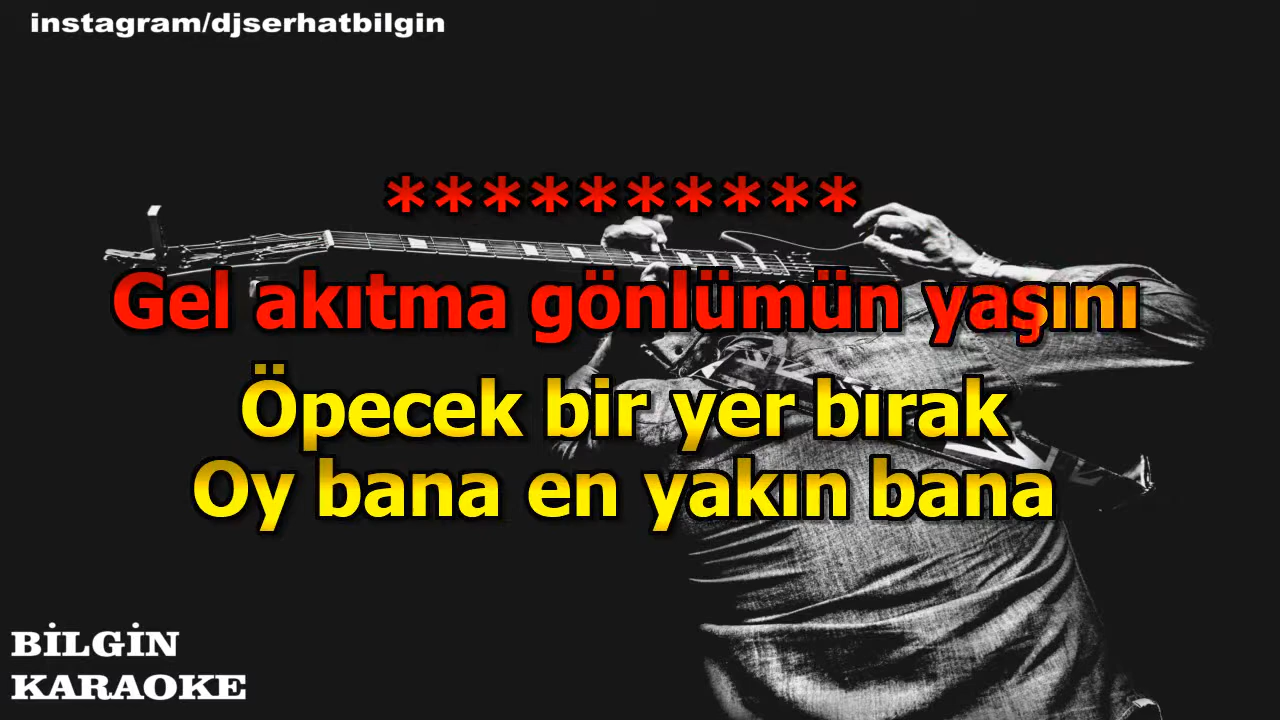 instagram/djserhatbilgin
**********
Gel akıtma gönlümün yaşını
Öpecek bir yer bırak
Oy bana en yakın bana
BİLGİN
KARAOKE